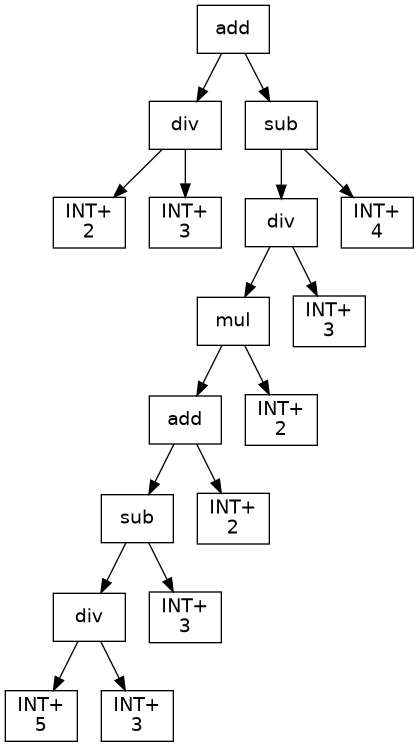 add
div
sub
INT+
2
INT+
3
div
INT+
4
mul
INT+
3
add
INT+
2
sub
INT+
2
div
INT+
3
INT+
5
INT+
3